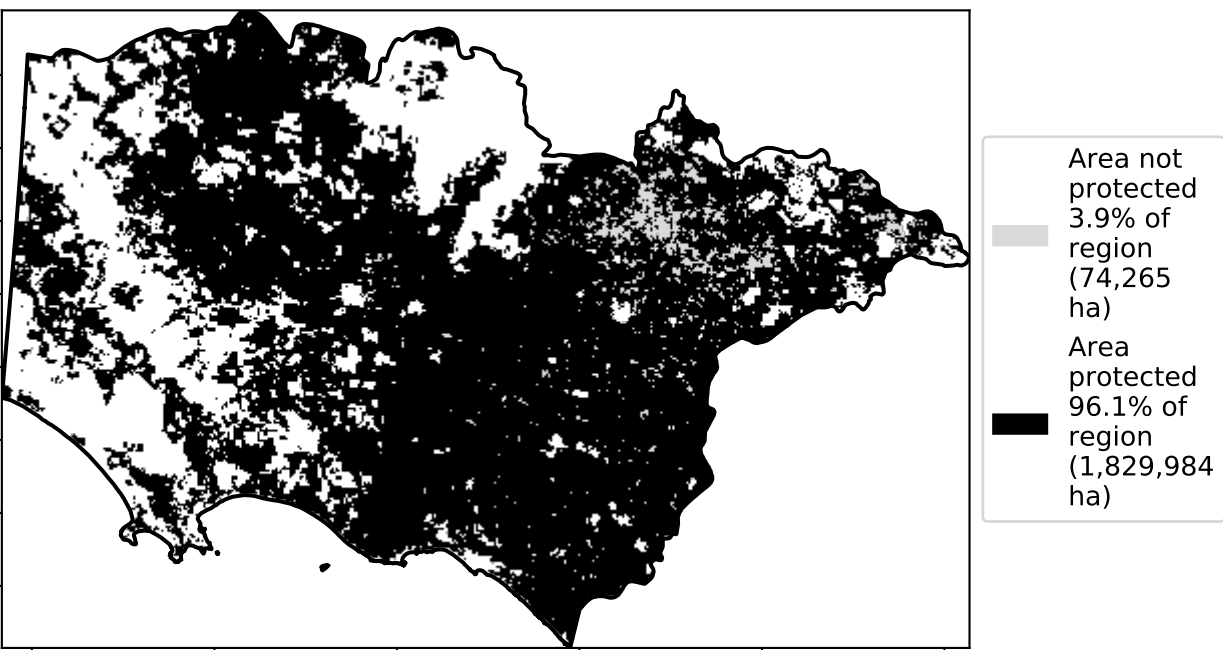 Area not
protected
3.9% of
region
(74,265
ha)
Area
protected
96.1% of
region
(1,829,984
ha)